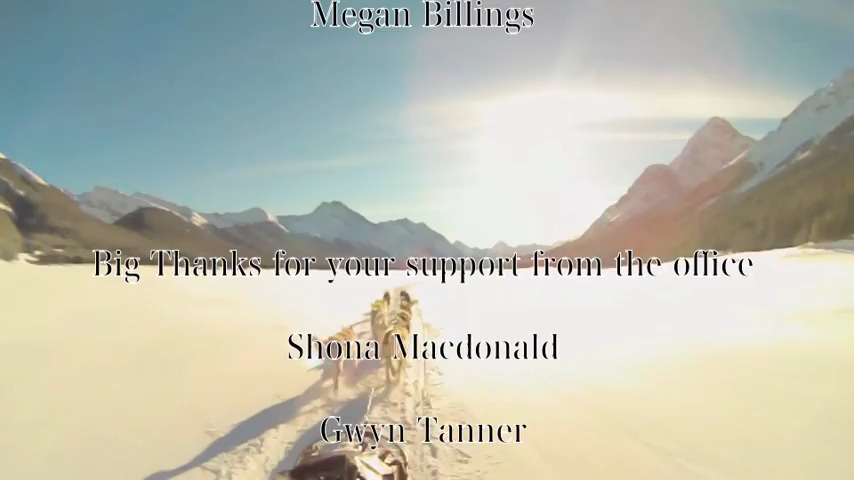 Megan Billings
Big Thanks for your support from the office
Shona Macdonald
Gwyn Tanner